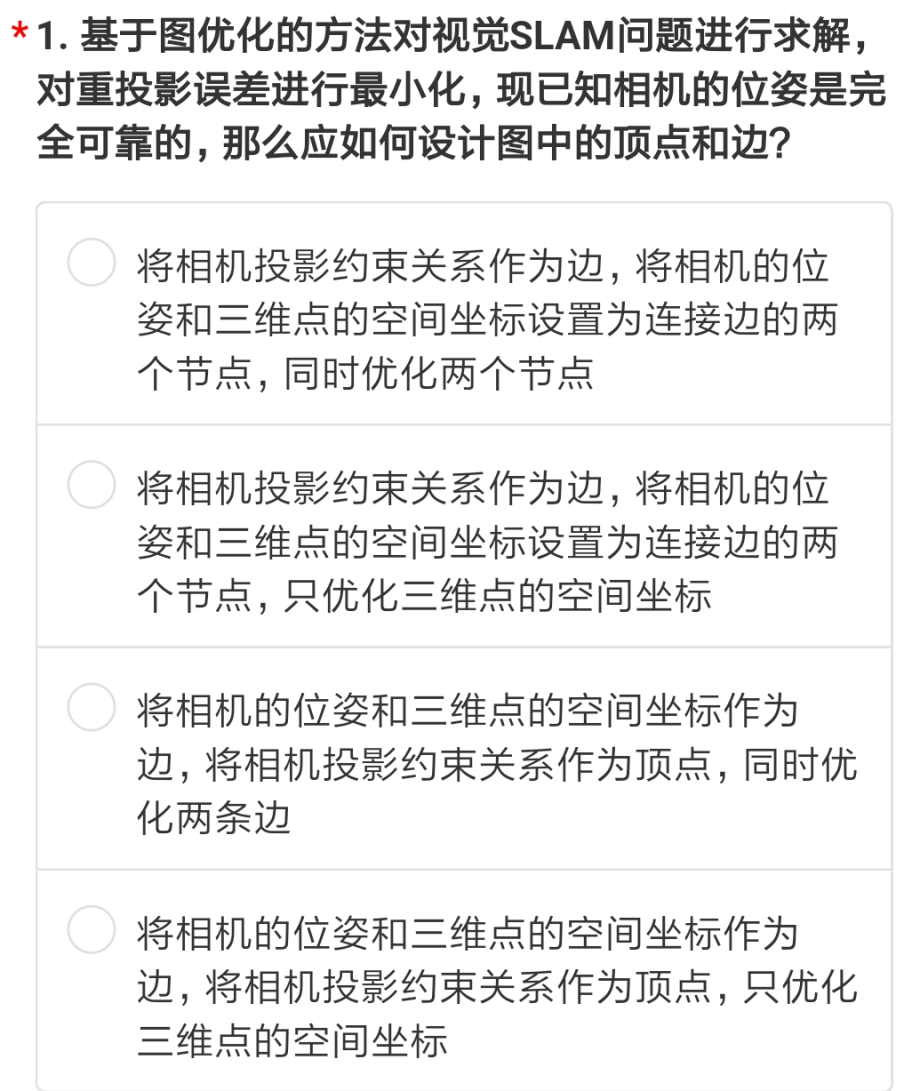 * 1. 基于图优化的方法对视觉SLAM问题进行求解，
对重投影误差进行最小化，现已知相机的位姿是完
全可靠的，那么应如何设计图中的顶点和边？
将相机投影约束关系作为边，将相机的位
姿和三维点的空间坐标设置为连接边的两
个节点，同时优化两个节点
将相机投影约束关系作为边，将相机的位
姿和三维点的空间坐标设置为连接边的两
个节点，只优化三维点的空间坐标
将相机的位姿和三维点的空间坐标作为
边，将相机投影约束关系作为顶点，同时优
化两条边
将相机的位姿和三维点的空间坐标作为
边，将相机投影约束关系作为顶点，只优化
三维点的空间坐标